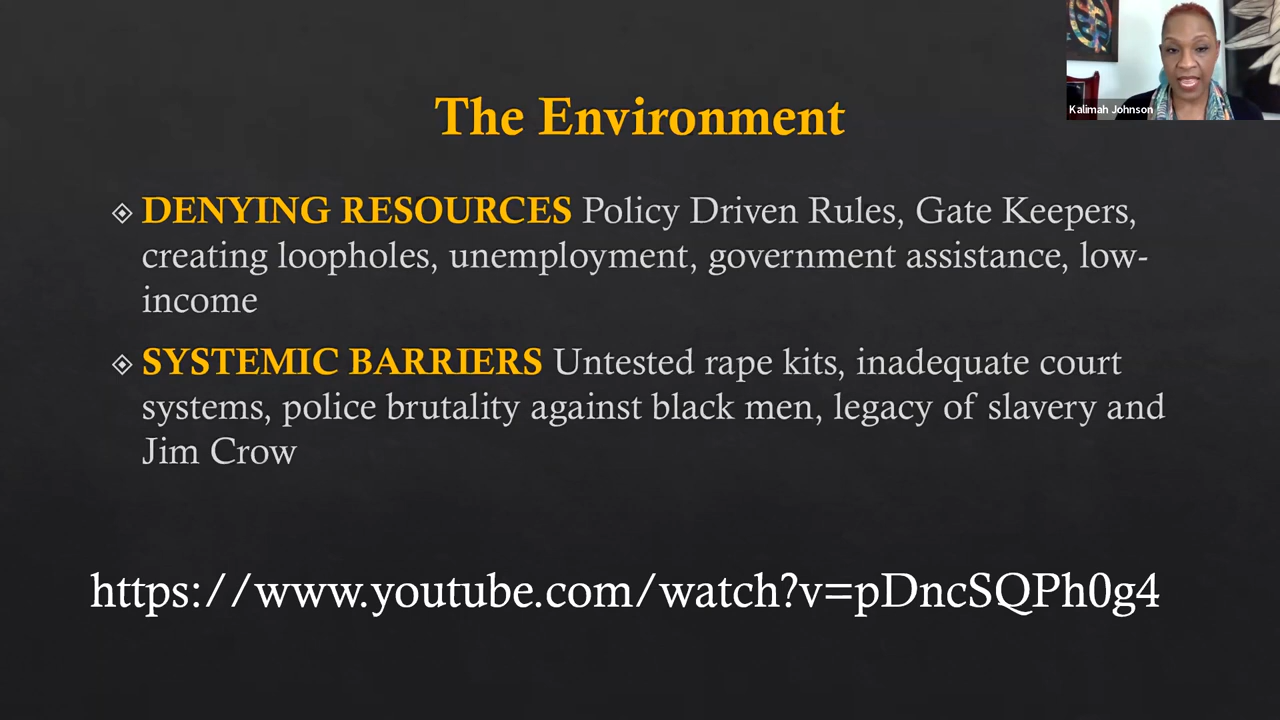 Kalimah Johnson
The Environment
DENYING RESOURCES Policy Driven Rules, Gate Keepers,
creating loopholes, unemployment, government assistance, low-
income
SYSTEMIC BARRIERS Untested rape kits, inadequate court
systems, police brutality against black men, legacy of slavery and
Jim Crow
https://www.youtube.com/watch?v=pDncSQPh0g4